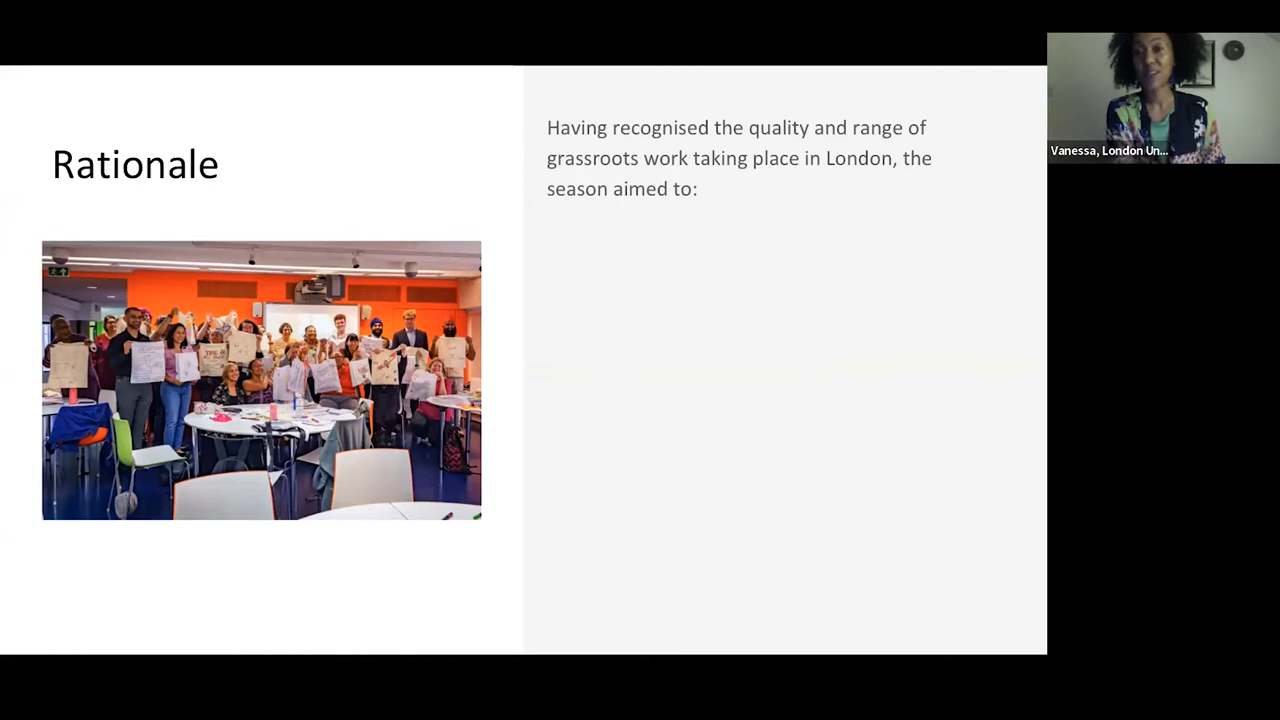 Rationale
Having recognised the quality and range of
grassroots work taking place in London, the
season aimed to:
Vanessa, London Un...